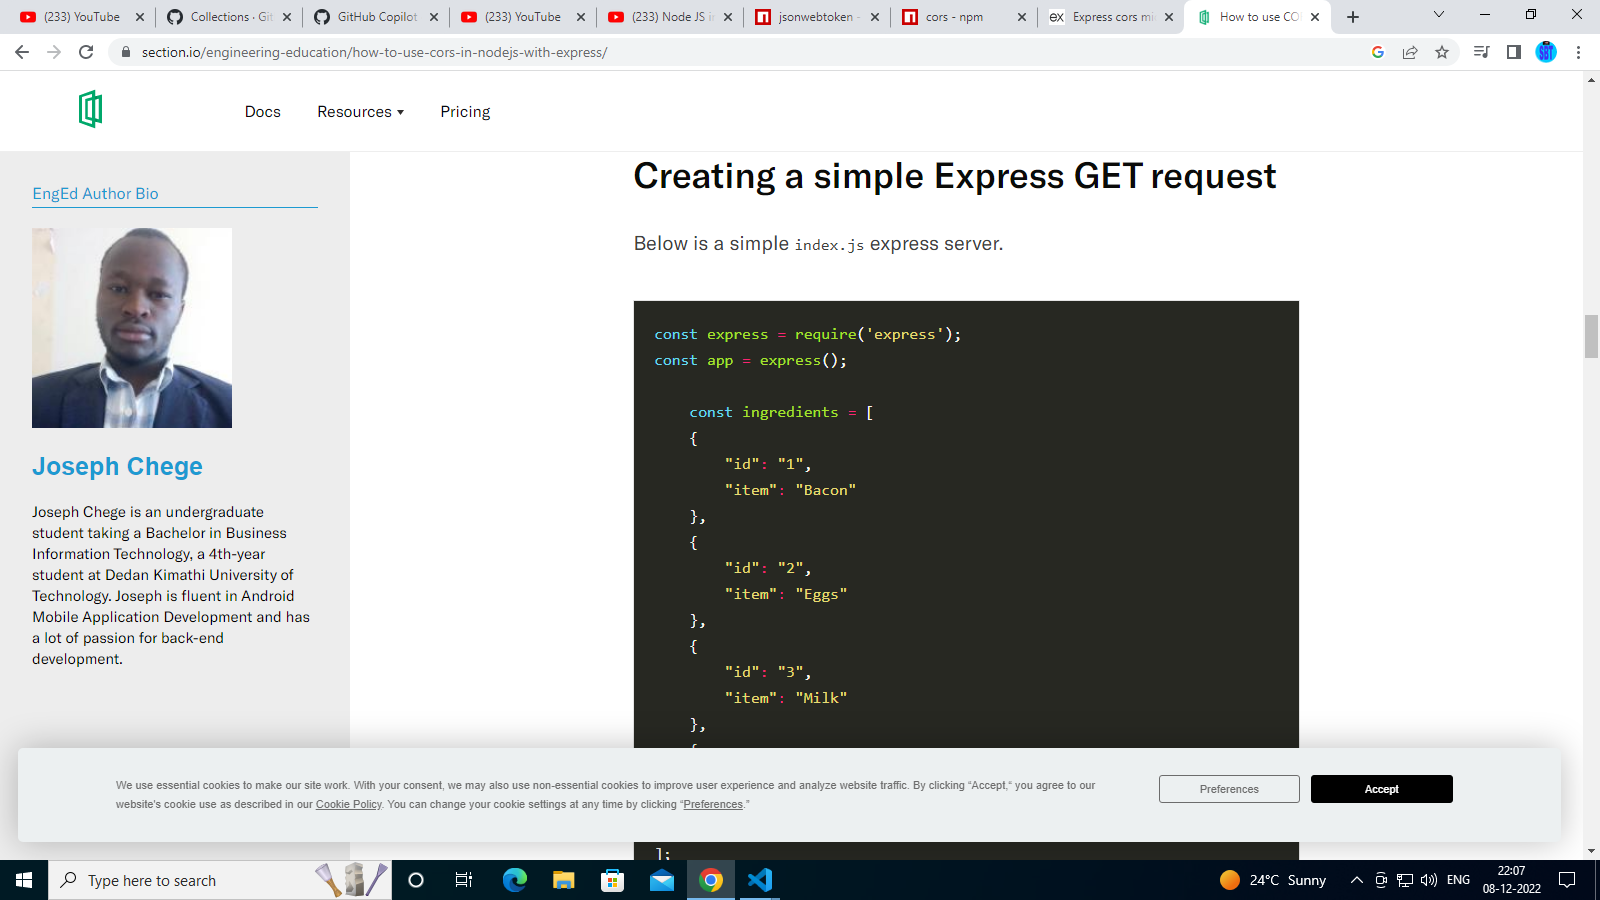 (233) YouTube
Collections · Git
GitHub Copilot
(233) YouTube
(233) Node JS in
jsonwebtoken -
cors - npm
ex
Express cors mi
How to use CO
section.io/engineering-education/how-to-use-cors-in-nodejs-with-express/
SBT
Docs
Resources
Pricing
EngEd Author Bio
Joseph Chege
Joseph Chege is an undergraduate
student taking a Bachelor in Business
Information Technology, a 4th-year
student at Dedan Kimathi University of
Technology. Joseph is fluent in Android
Mobile Application Development and has
a lot of passion for back-end
development.
Creating a simple Express GET request
Below is a simple index.js express server.
const express = require('express');
const app = express();
const ingredients = [
{
"id": "1",
"item": "Bacon"
},
{
"id": "2",
"item": "Eggs"
},
{
"id": "3",
"item": "Milk"
},
{
];
We use essential cookies to make our site work. With your consent, we may also use non-essential cookies to improve user experience and analyze website traffic. By clicking “Accept,“ you agree to our
website's cookie use as described in our Cookie Policy. You can change your cookie settings at any time by clicking “Preferences.”
Preferences
Accept
Type here to search
24°C Sunny
ENG
22:07
08-12-2022